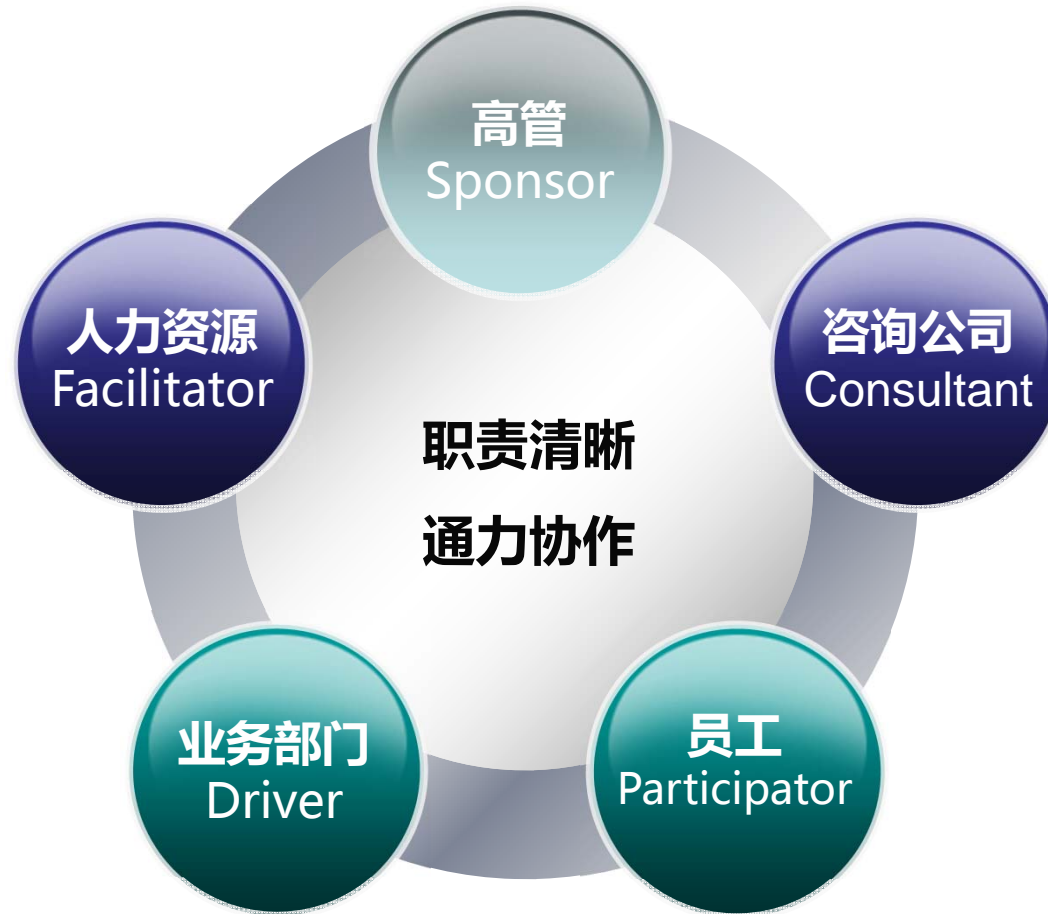 高管
Sponsor
人力资源
Facilitator
咨询公司
Consultant
职责清晰
通力协作
业务部门
Driver
员工
Participator